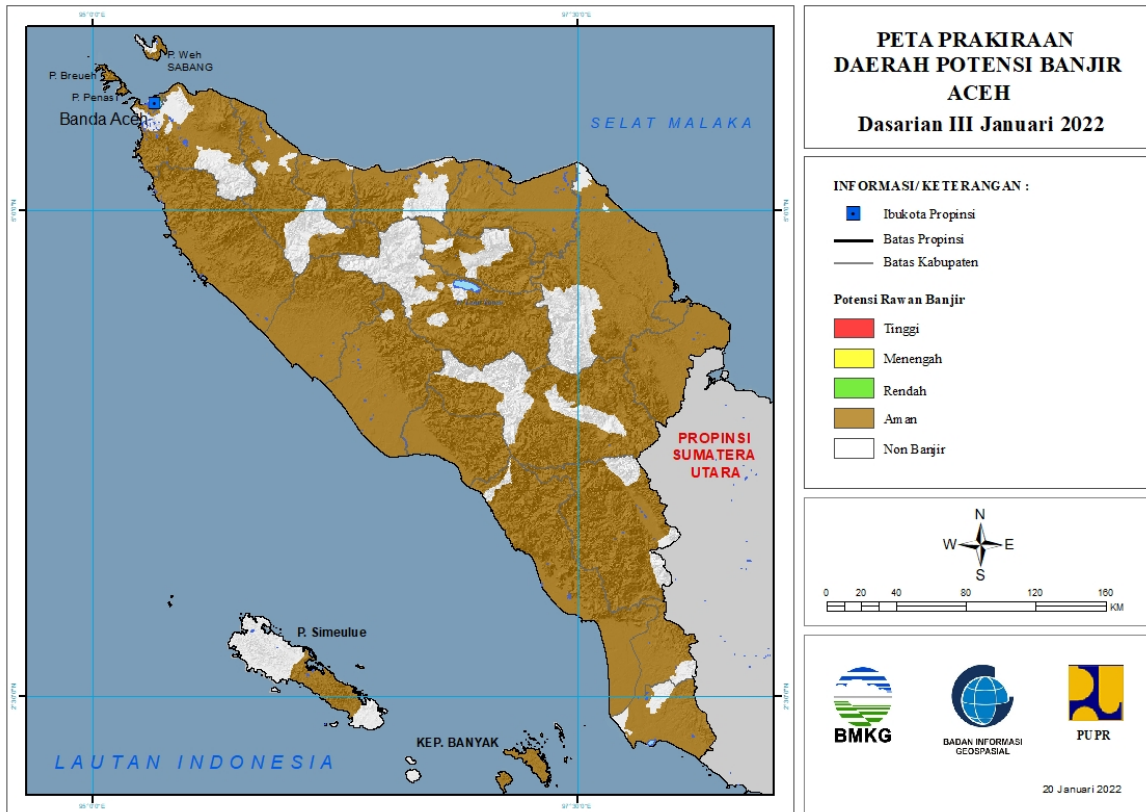 PETA PRAKIRAAN
DAERAH POTENSI BANJIR
ACEH
Dasarian III Januari 2022
INFORMASI/ KETERANGAN :
Ibukota Propinsi
Batas Propinsi
Batas Kabupaten
Potensi Rawan Banjir
Tinggi
Menengah
Rendah
Aman
Non Banjir
N
W E
S
0 20 40 80 120 160
KM
BMKG
BADAN INFORMASI
GEOSPASIAL
PUPR
20 Januari 2022
P. Weh
SABANG
P. Breueh
P. Penasi
Banda Aceh
SELAT MALAKA
PROPINSI
SUMATERA
UTARA
P. Simeulue
KEP. BANYAK
LAUTAN INDONESIA